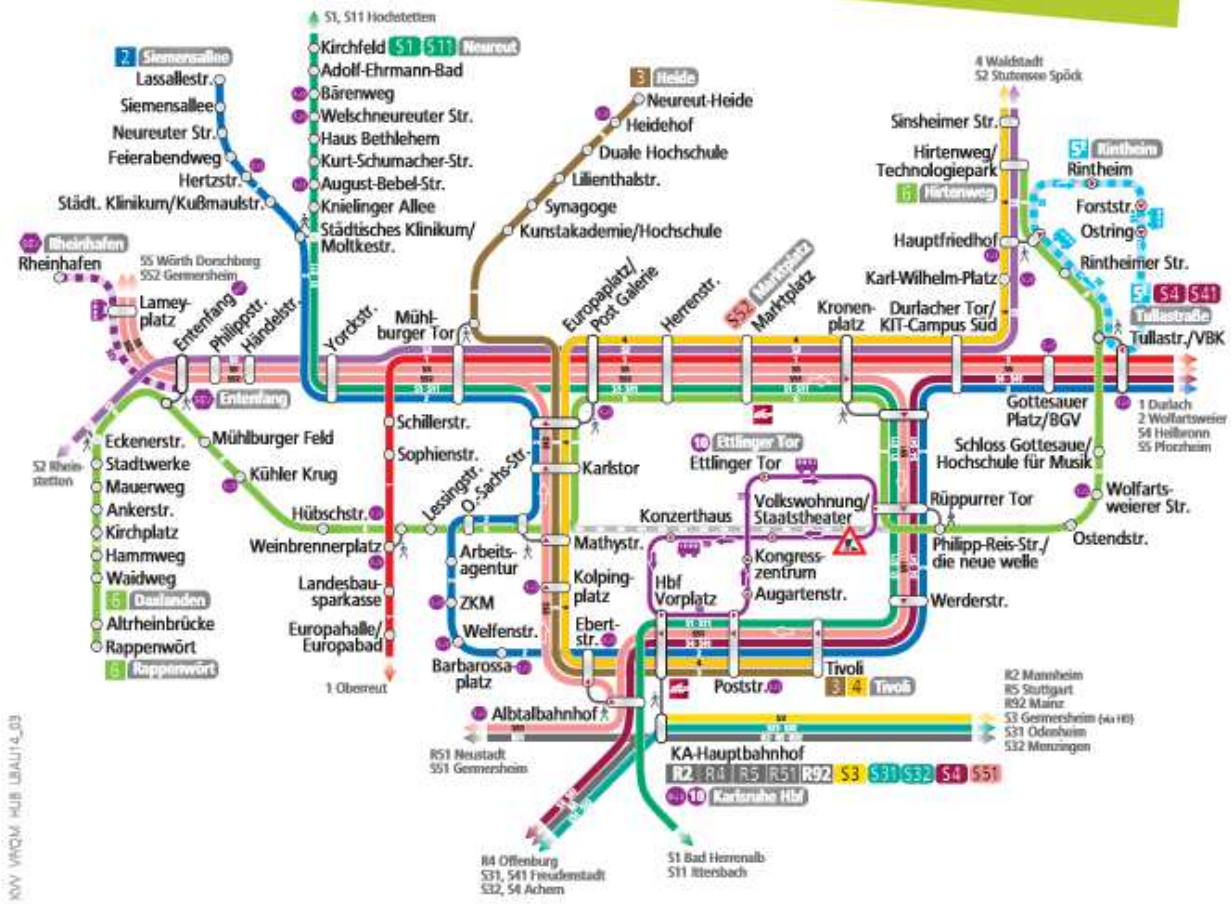 S1, S11 Hochstetten
Kirchfeld S1 S11 Neureut
Adolf-Ehrmann-Bad
Bärenweg
Welschneureuter Str.
Haus Bethlehem
Kurt-Schumacher-Str.
August-Bebel-Str.
Knielinger Allee
Städtisches Klinikum/
Moltkestr.
2 Siemensallee
Lassallestr.
Siemensallee
Neureuter Str.
Feierabendweg
Hertzstr.
Städt. Klinikum/Kußmaulstr.
3 Heide
Neureut-Heide
Heidehof
Duale Hochschule
Lilienthalstr.
Synagoge
Kunstakademie/Hochschule
4 Waldstadt
S2 Stutensee Spöck
Sinsheimer Str.
Hirtenweg/
Technologiepark
6 Hirtenweg
Hauptfriedhof
Karl-Wilhelm-Platz
Durlacher Tor/
KIT-Campus Süd
5E Rintheim
Rintheim
Forststr.
Ostring
Rintheimer Str.
5E S4 S41
Tullastraße
Tullastr./VBK
Rheinhafen
Rheinhafen
S5 Wörth Dorschberg
S52 Germersheim
Lamey-
platz
Entenfang
Philippstr.
Händelstr.
Yorckstr.
Mühl-
burger Tor
Europaplatz/
Post Galerie
Herrenstr.
S52 Marktplatz
Marktplatz
Kronen-
platz
Entenfang
S2 Rhein-
stetten
Eckenerstr.
Stadtwerke
Mauerweg
Ankerstr.
Kirchplatz
Hammweg
Waidweg
6 Daxlanden
Altrheinbrücke
Rappenwört
6 Rappenwört
Mühlburger Feld
Kühler Krug
Hübschstr.
Weinbrennerplatz
Landesbau-
sparkasse
Europahalle/
Europabad
1 Oberreut
Schillerstr.
Sophienstr.
Lessingstr.
O.-Sachs-Str.
Arbeits-
agentur
ZKM
Welfenstr.
Barbarossa-
platz
Karlstor
Mathystr.
Kolping-
platz
Ebert-
str.
Albtalbahnhof
10 Ettlinger Tor
Ettlinger Tor
Konzerthaus
Volkswohnung/
Staatstheater
Kongress-
zentrum
Augartenstr.
Hbf
Vorplatz
Poststr.
Tivoli
3 4 Tivoli
Gottesauer
Platz/BGV
1 Durlach
2 Wolfartsweier
S4 Heilbronn
S5 Pforzheim
Schloss Gottesaue/
Hochschule für Musik
Wolfarts-
weierer Str.
Ostendstr.
Rüppurrer Tor
Philipp-Reis-Str./
die neue welle
Werderstr.
R2 Mannheim
R5 Stuttgart
R92 Mainz
S3 Germersheim (via HD)
S31 Odenheim
S32 Menzingen
R51 Neustadt
S51 Germersheim
KA-Hauptbahnhof
R2 R4 R5 R51 R92 S3 S31 S32 S4 S51
10 Karlsruhe Hbf
R4 Offenburg
S31, S41 Freudenstadt
S32, S4 Achern
S1 Bad Herrenalb
S11 Ittersbach